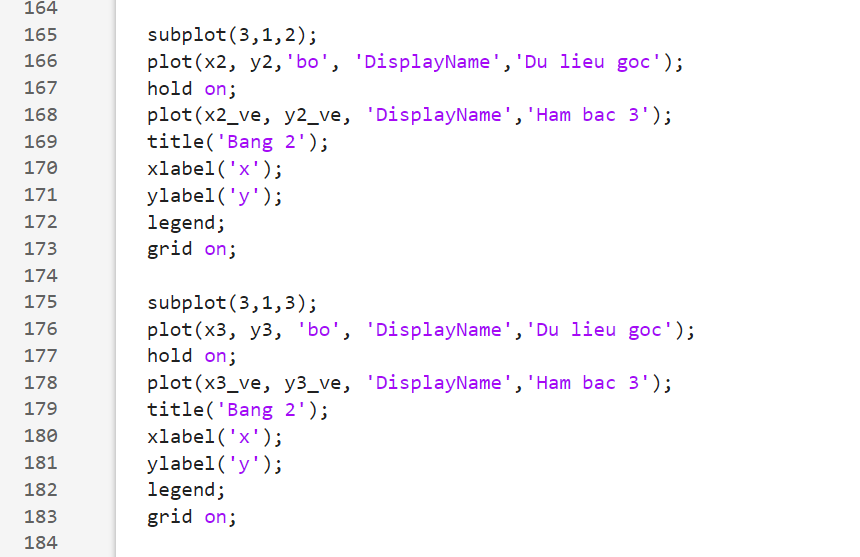 164
165 subplot(3,1,2);
166 plot(x2, y2,'bo', 'DisplayName','Du lieu goc');
167 hold on;
168 plot(x2_ve, y2_ve, 'DisplayName','Ham bac 3');
169 title('Bang 2');
170 xlabel('x');
171 ylabel('y');
172 legend;
173 grid on;
174
175 subplot(3,1,3);
176 plot(x3, y3, 'bo', 'DisplayName','Du lieu goc');
177 hold on;
178 plot(x3_ve, y3_ve, 'DisplayName','Ham bac 3');
179 title('Bang 2');
180 xlabel('x');
181 ylabel('y');
182 legend;
183 grid on;
184